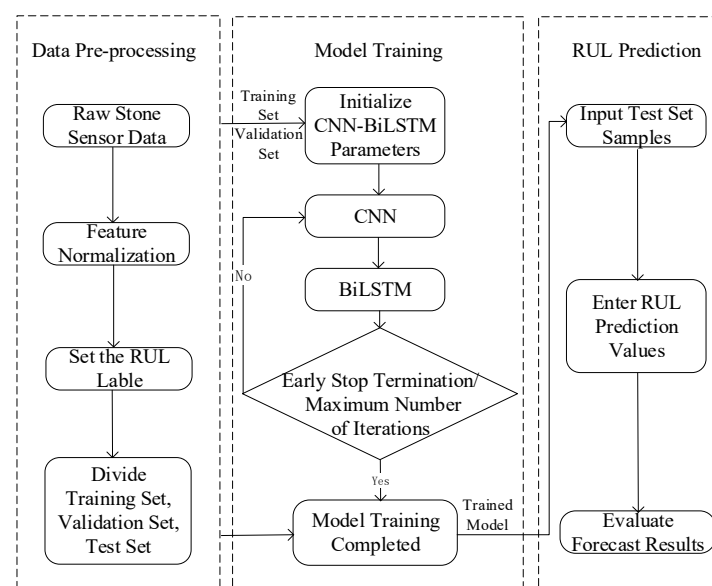 Data Pre-processing
Raw Stone
Sensor Data
Feature
Normalization
Set the RUL
Lable
Divide
Training Set,
Validation Set,
Test Set
Model Training
Training
Set
Validation
Set
Initialize
CNN-BiLSTM
Parameters
CNN
No
BiLSTM
Early Stop Termination/
Maximum Number
of Iterations
Yes
Model Training
Completed
Trained
Model
RUL Prediction
Input Test Set
Samples
Enter RUL
Prediction
Values
Evaluate
Forecast Results